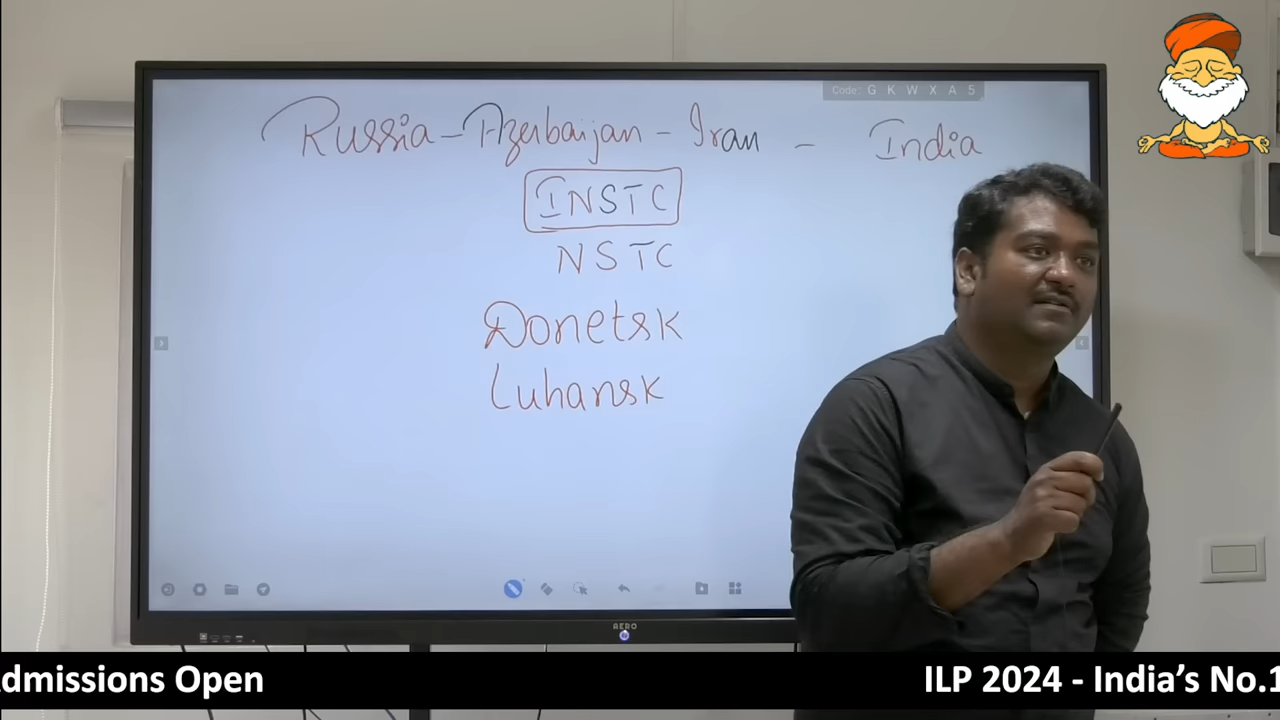 Code: G K W X A 5
Russia - Azerbaijan - Iran - India
INSTC
NSTC
Donetsk
Luhansk
AERO
dmissions Open
ILP 2024 - India's No.1